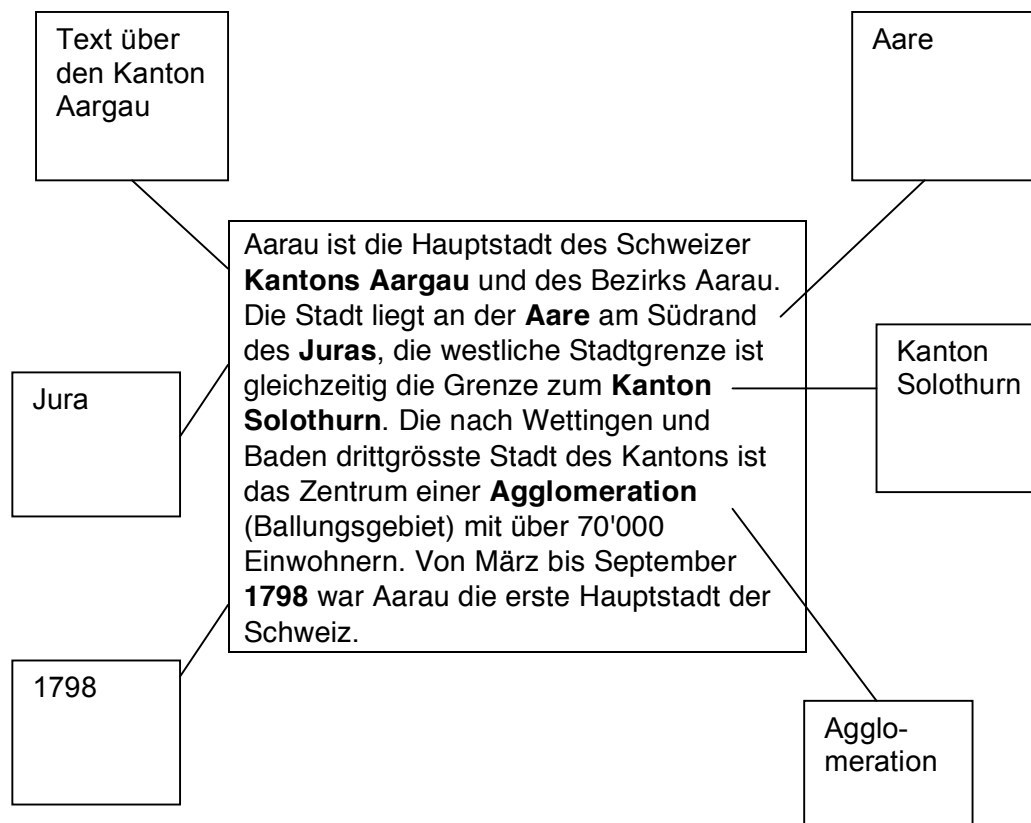 Text über
den Kanton
Aargau
Aare
Aarau ist die Hauptstadt des Schweizer
Kantons Aargau und des Bezirks Aarau.
Die Stadt liegt an der Aare am Südrand
des Juras, die westliche Stadtgrenze ist
gleichzeitig die Grenze zum Kanton
Solothurn. Die nach Wettingen und
Baden drittgrösste Stadt des Kantons ist
das Zentrum einer Agglomeration
(Ballungsgebiet) mit über 70'000
Einwohnern. Von März bis September
1798 war Aarau die erste Hauptstadt der
Schweiz.
Kanton
Solothurn
Jura
1798
Agglo-
meration